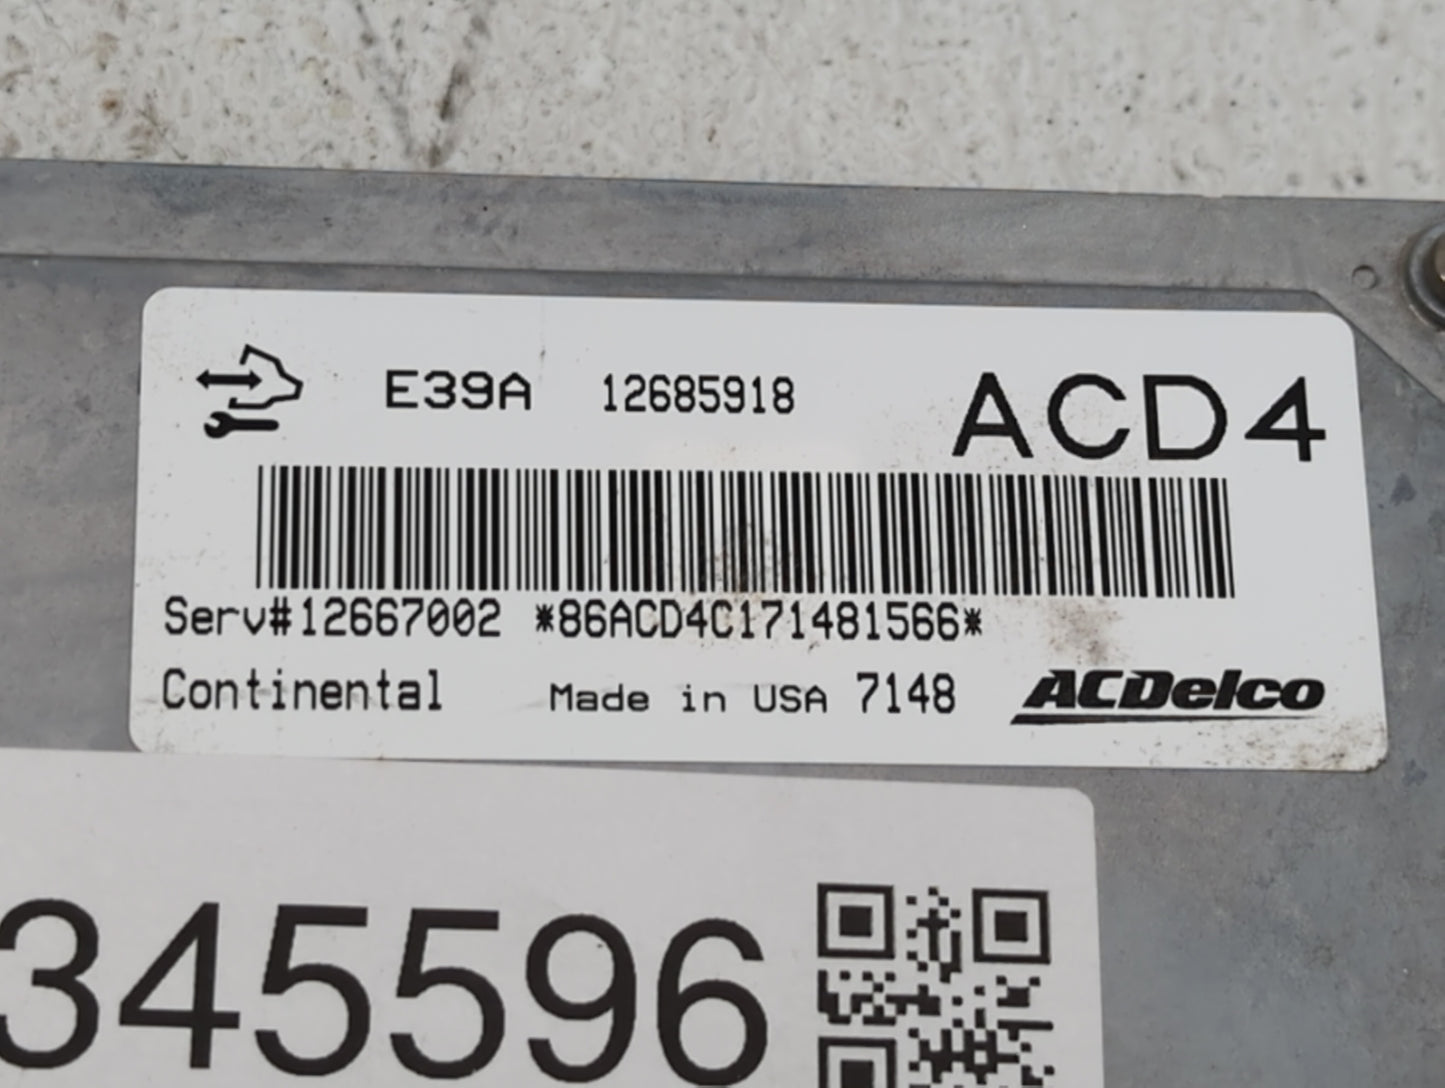 E39A 12685918 ACD4
Serv#12667002 *86ACD4C171481566*
Continental Made in USA 7148 ACDelco
345596